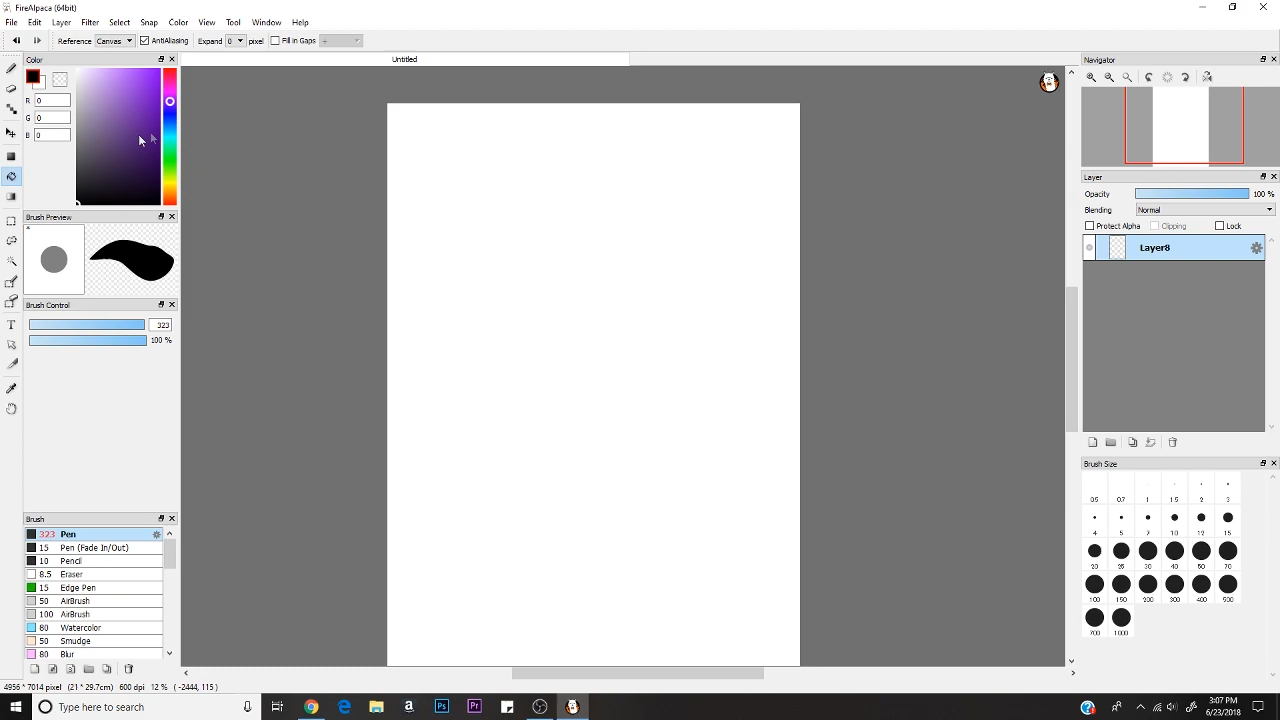 FireAlpaca (64bit)
File Edit Layer Filter Select Snap Color View Tool Window Help
Reference Canvas AntiAliasing Expand 0 pixel Fill in Gaps
Untitled
Color
R 0
G 0
B 0
Brush Preview
Brush Control
323
100 %
Brush
323 Pen
15 Pen (Fade In/Out)
10 Pencil
8.5 Eraser
15 Edge Pen
50 AirBrush
100 AirBrush
80 Watercolor
50 Smudge
80 Blur
Navigator
Layer
Opacity 100 %
Blending Normal
Protect Alpha Clipping Lock
Layer8
Brush Size
0.5 0.7 1 1.5 2 3
4 5 7 10 12 15
20 25 30 40 50 70
100 150 200 300 400 500
700 1000
4956 * 7014 pixel (21 * 29.7cm) 600 dpi 12 % (-2444, 115)
Type here to search
Ps Pr
3:07 PM
6/23/2018